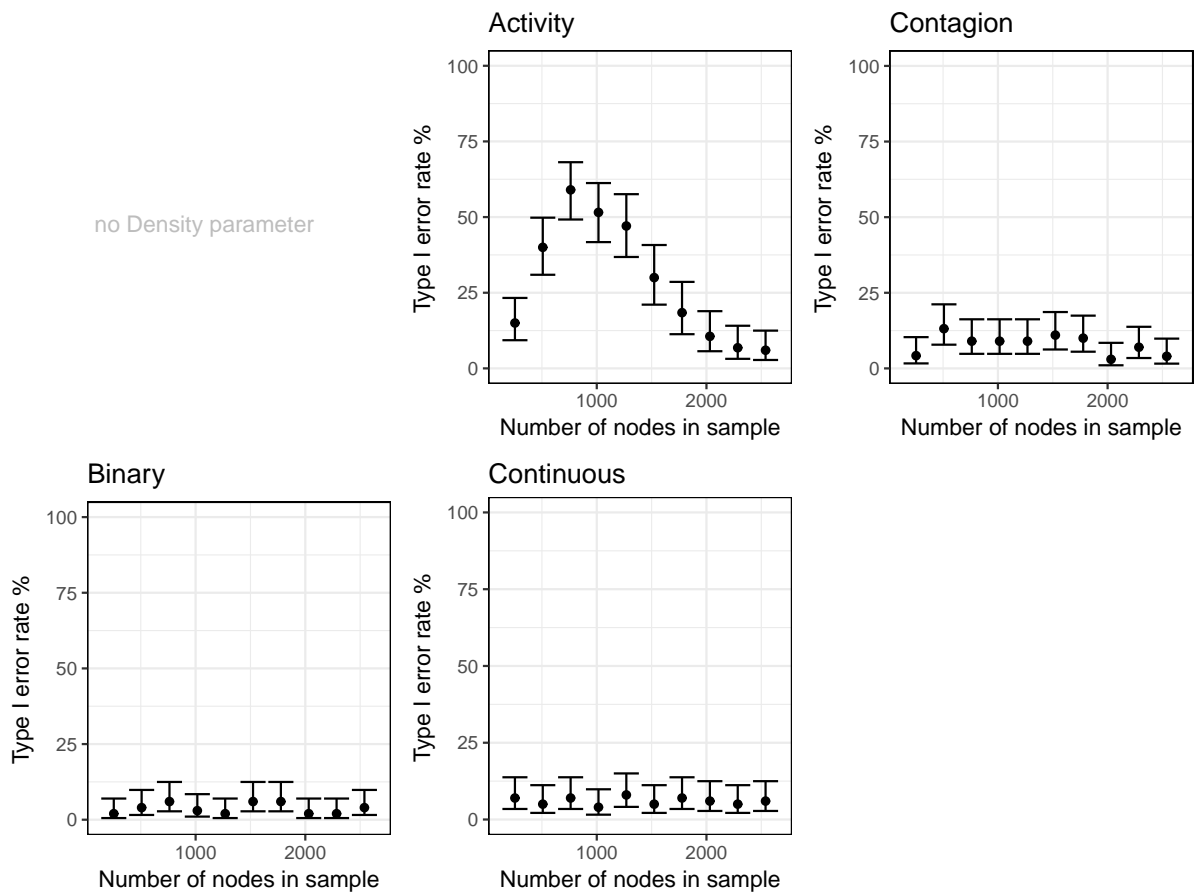 no Density parameter
Activity
Type I error rate %
100
75
50
25
0
1000
2000
Number of nodes in sample
Contagion
Type I error rate %
100
75
50
25
0
1000
2000
Number of nodes in sample
Binary
Type I error rate %
100
75
50
25
0
1000
2000
Number of nodes in sample
Continuous
Type I error rate %
100
75
50
25
0
1000
2000
Number of nodes in sample